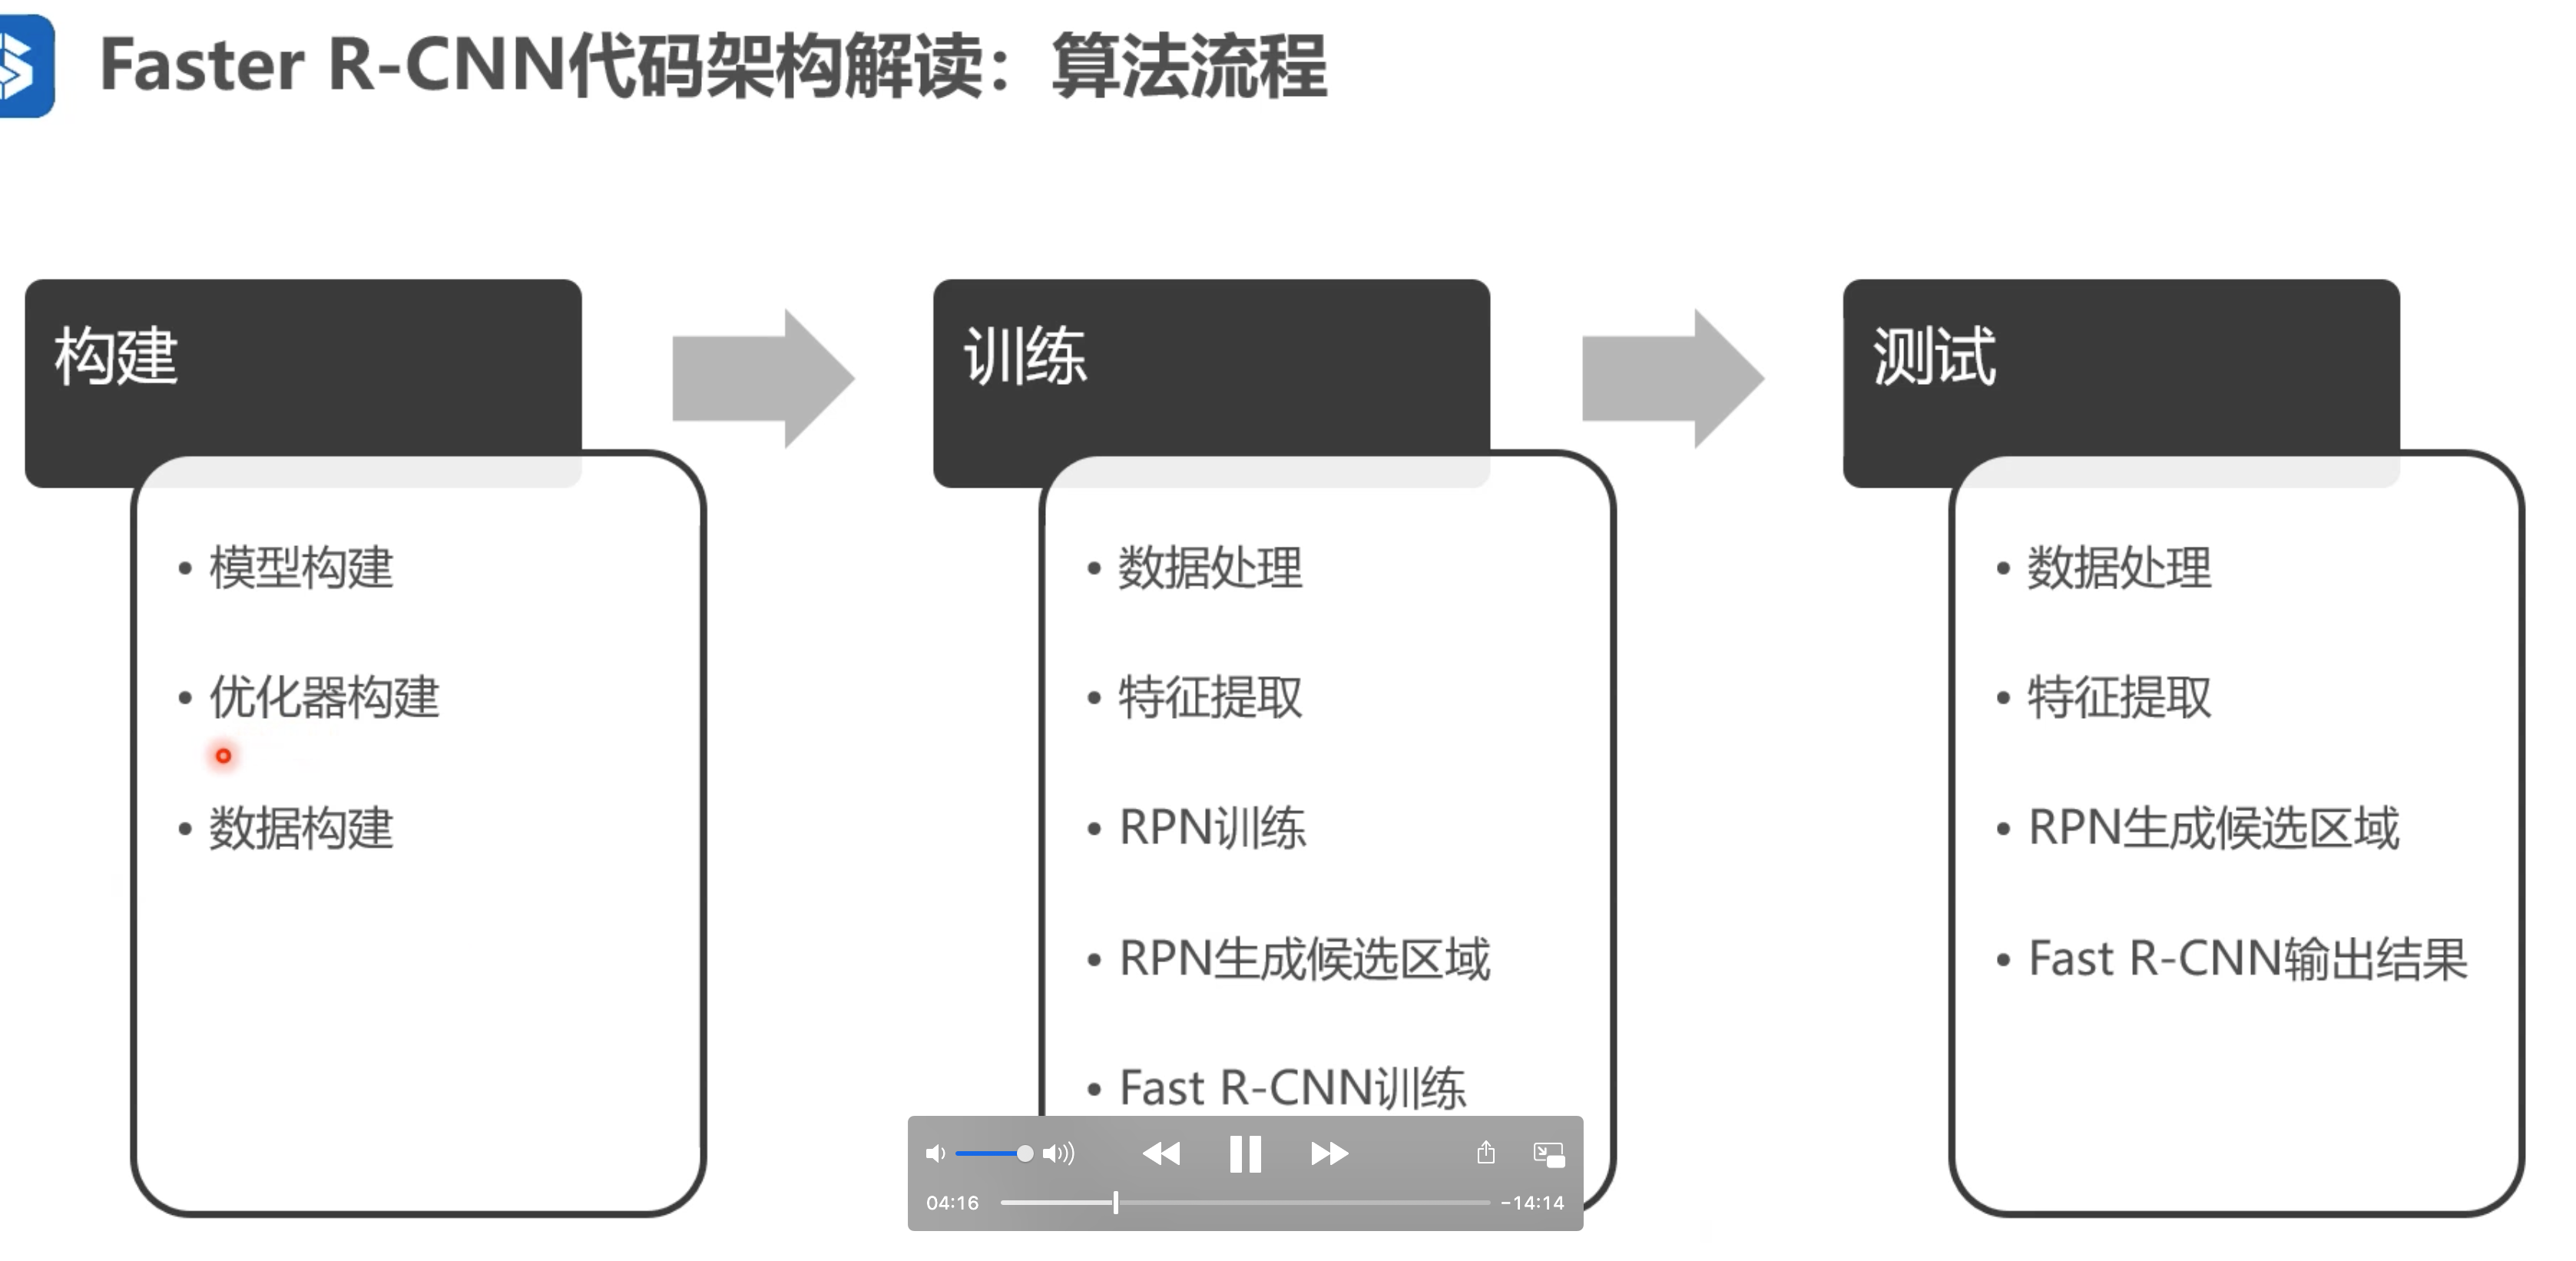 Faster R-CNN代码架构解读：算法流程
构建
• 模型构建
• 优化器构建
• 数据构建
训练
• 数据处理
• 特征提取
• RPN训练
• RPN生成候选区域
• Fast R-CNN训练
测试
• 数据处理
• 特征提取
• RPN生成候选区域
• Fast R-CNN输出结果
04:16
-14:14